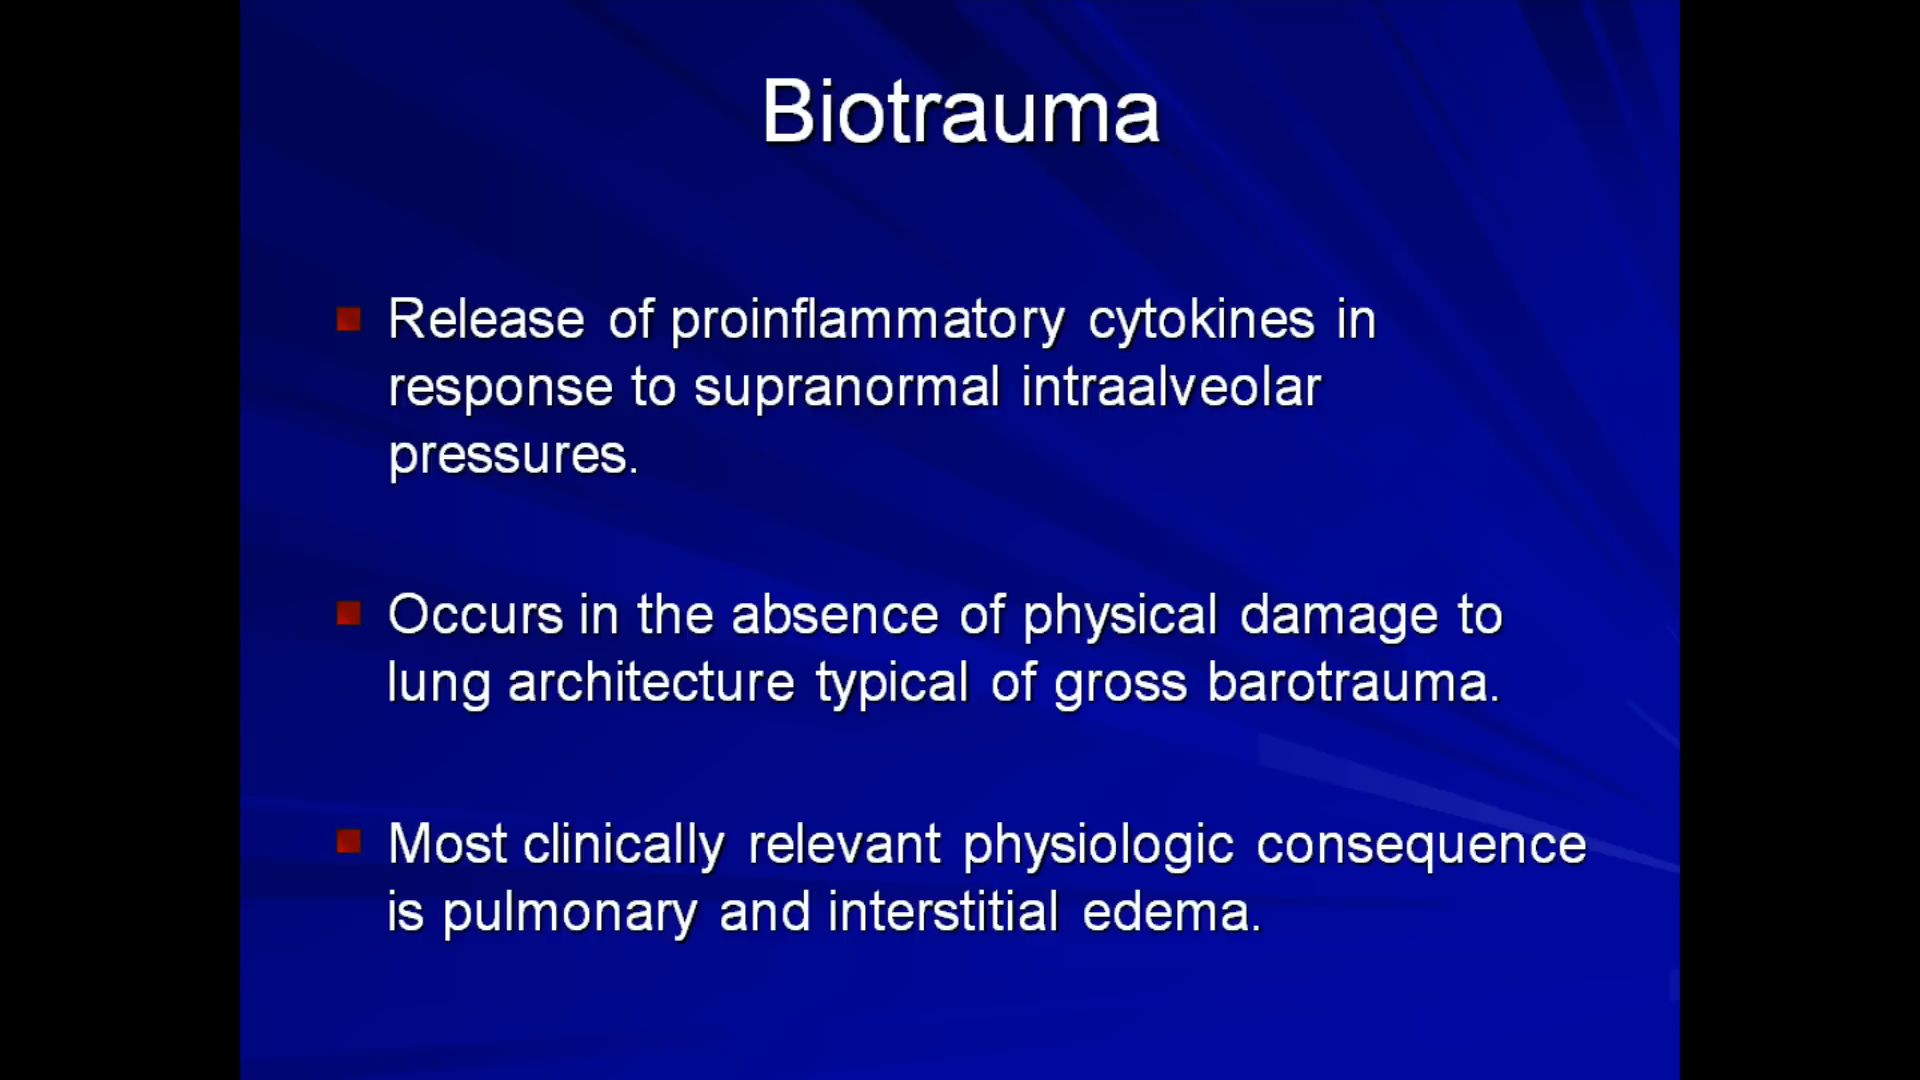 Biotrauma
Release of proinflammatory cytokines in
response to supranormal intraalveolar
pressures.
Occurs in the absence of physical damage to
lung architecture typical of gross barotrauma.
Most clinically relevant physiologic consequence
is pulmonary and interstitial edema.